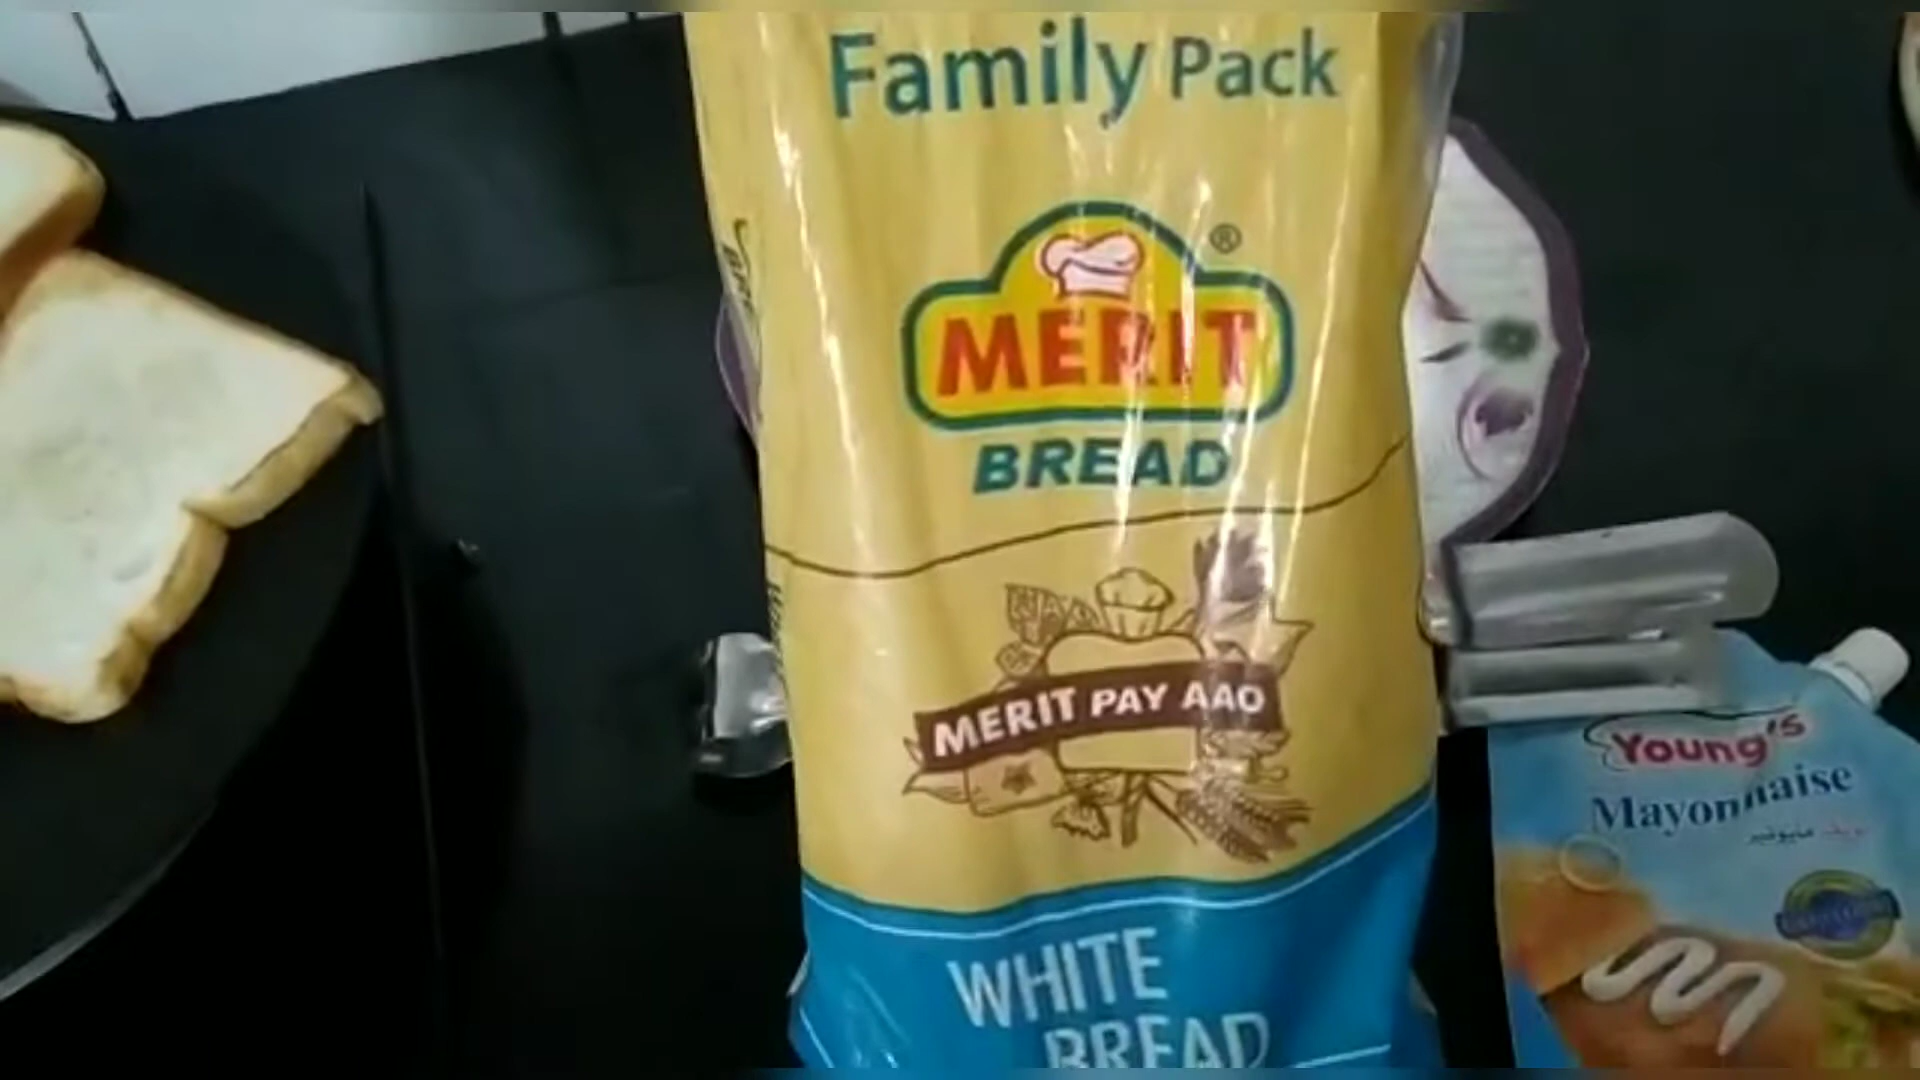 Family Pack
®
MERIT
BREAD
MERIT PAY AAO
WHITE
BREAD
Young's
Mayonnaise